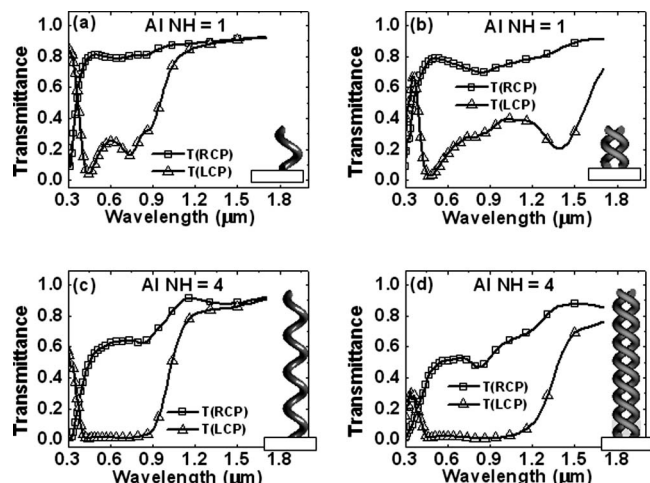 (a) Al NH = 1
Transmittance
1.0
0.8
0.6
0.4
0.2
0.0
T(RCP)
T(LCP)
0.3 0.6 0.9 1.2 1.5 1.8
Wavelength (μm)
(b) Al NH = 1
Transmittance
1.0
0.8
0.6
0.4
0.2
0.0
T(RCP)
T(LCP)
0.3 0.6 0.9 1.2 1.5 1.8
Wavelength (μm)
(c) Al NH = 4
Transmittance
1.0
0.8
0.6
0.4
0.2
0.0
T(RCP)
T(LCP)
0.3 0.6 0.9 1.2 1.5 1.8
Wavelength (μm)
(d) Al NH = 4
Transmittance
1.0
0.8
0.6
0.4
0.2
0.0
T(RCP)
T(LCP)
0.3 0.6 0.9 1.2 1.5 1.8
Wavelength (μm)